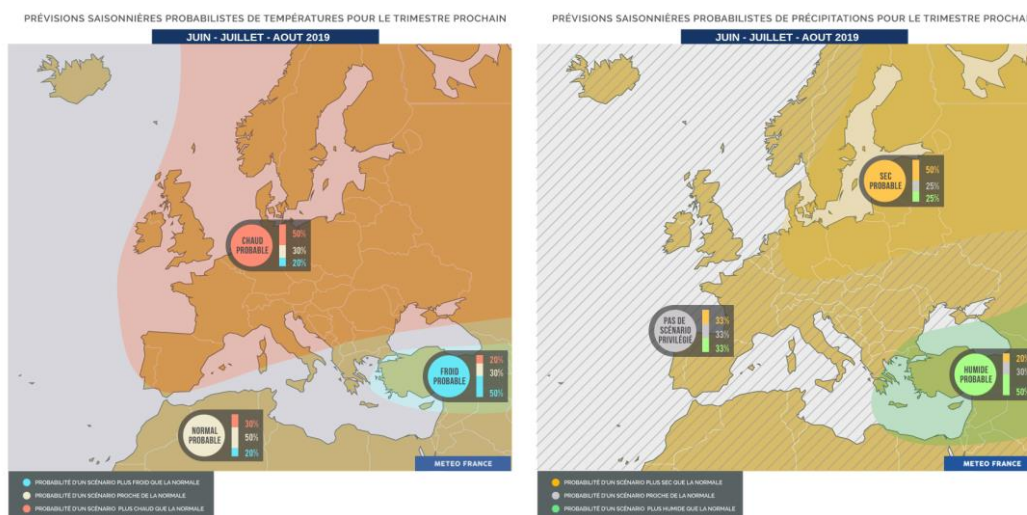 PRÉVISIONS SAISONNIÈRES PROBABILISTES DE TEMPÉRATURES POUR LE TRIMESTRE PROCHAIN
JUIN - JUILLET - AOUT 2019
CHAUD
PROBABLE
50%
30%
20%
FROID
PROBABLE
20%
30%
50%
NORMAL
PROBABLE
30%
50%
20%
METEO FRANCE
PROBABILITÉ D'UN SCÉNARIO PLUS FROID QUE LA NORMALE
PROBABILITÉ D'UN SCÉNARIO PROCHE DE LA NORMALE
PROBABILITÉ D'UN SCÉNARIO PLUS CHAUD QUE LA NORMALE
PRÉVISIONS SAISONNIÈRES PROBABILISTES DE PRÉCIPITATIONS POUR LE TRIMESTRE PROCHAI
JUIN - JUILLET - AOUT 2019
SEC
PROBABLE
50%
25%
25%
PAS DE
SCÉNARIO
PRIVILÉGIÉ
33%
33%
33%
HUMIDE
PROBABLE
20%
30%
50%
METEO FRANCE
PROBABILITÉ D'UN SCÉNARIO PLUS SEC QUE LA NORMALE
PROBABILITÉ D'UN SCÉNARIO PROCHE DE LA NORMALE
PROBABILITÉ D'UN SCÉNARIO PLUS HUMIDE QUE LA NORMALE